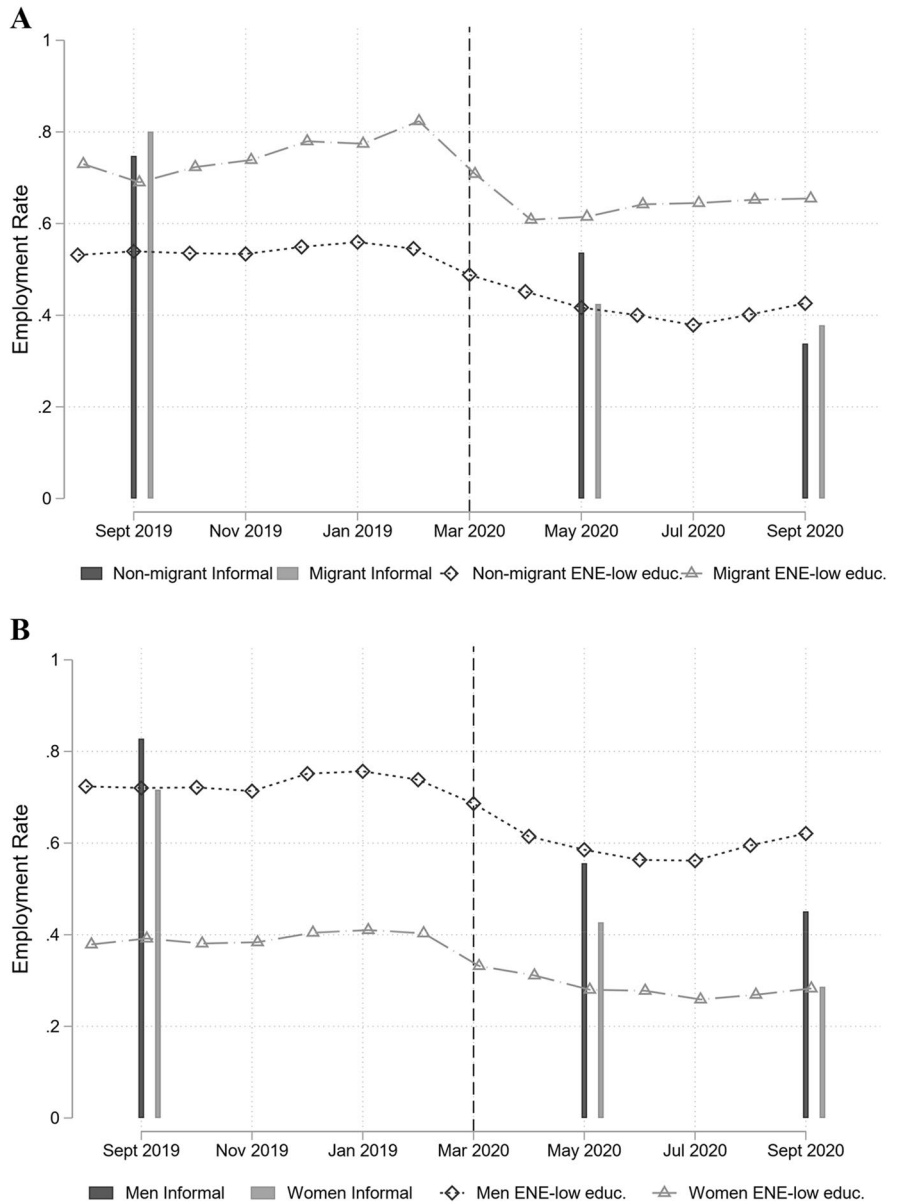 A
1
.8
.6
.4
.2
0
Employment Rate
Sept 2019 Nov 2019 Jan 2020 Mar 2020 May 2020 Jul 2020 Sept 2020
Non-migrant Informal Migrant Informal Non-migrant ENE-low educ. Migrant ENE-low educ.
B
1
.8
.6
.4
.2
0
Employment Rate
Sept 2019 Nov 2019 Jan 2020 Mar 2020 May 2020 Jul 2020 Sept 2020
Men Informal Women Informal Men ENE-low educ. Women ENE-low educ.